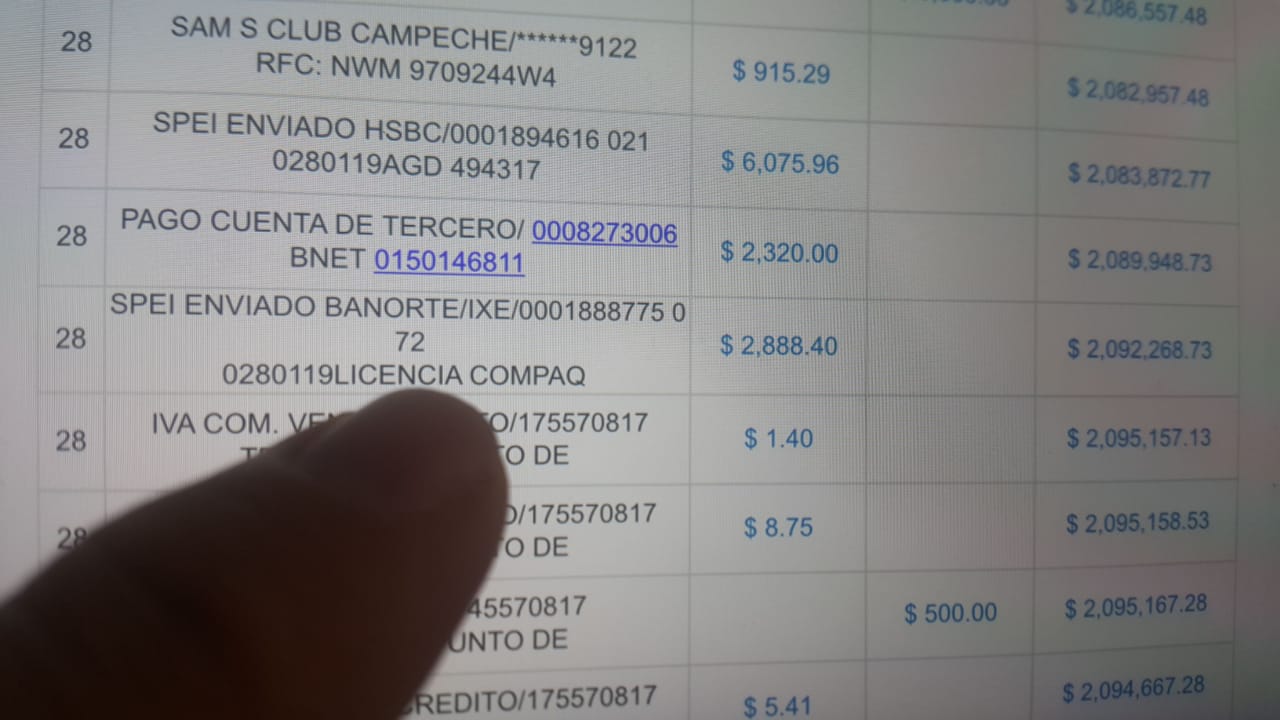 $ 2,086,557.48
28 SAM S CLUB CAMPECHE/******9122
RFC: NWM 9709244W4 $ 915.29 $ 2,082,957.48
28 SPEI ENVIADO HSBC/0001894616 021
0280119AGD 494317 $ 6,075.96 $ 2,083,872.77
28 PAGO CUENTA DE TERCERO/ 0008273006
BNET 0150146811 $ 2,320.00 $ 2,089,948.73
28 SPEI ENVIADO BANORTE/IXE/0001888775 0
72
0280119LICENCIA COMPAQ $ 2,888.40 $ 2,092,268.73
28 IVA COM. O/175570817
O DE $ 1.40 $ 2,095,157.13
28 O/175570817
O DE $ 8.75 $ 2,095,158.53
45570817
UNTO DE $ 500.00 $ 2,095,167.28
CREDITO/175570817 $ 5.41 $ 2,094,667.28